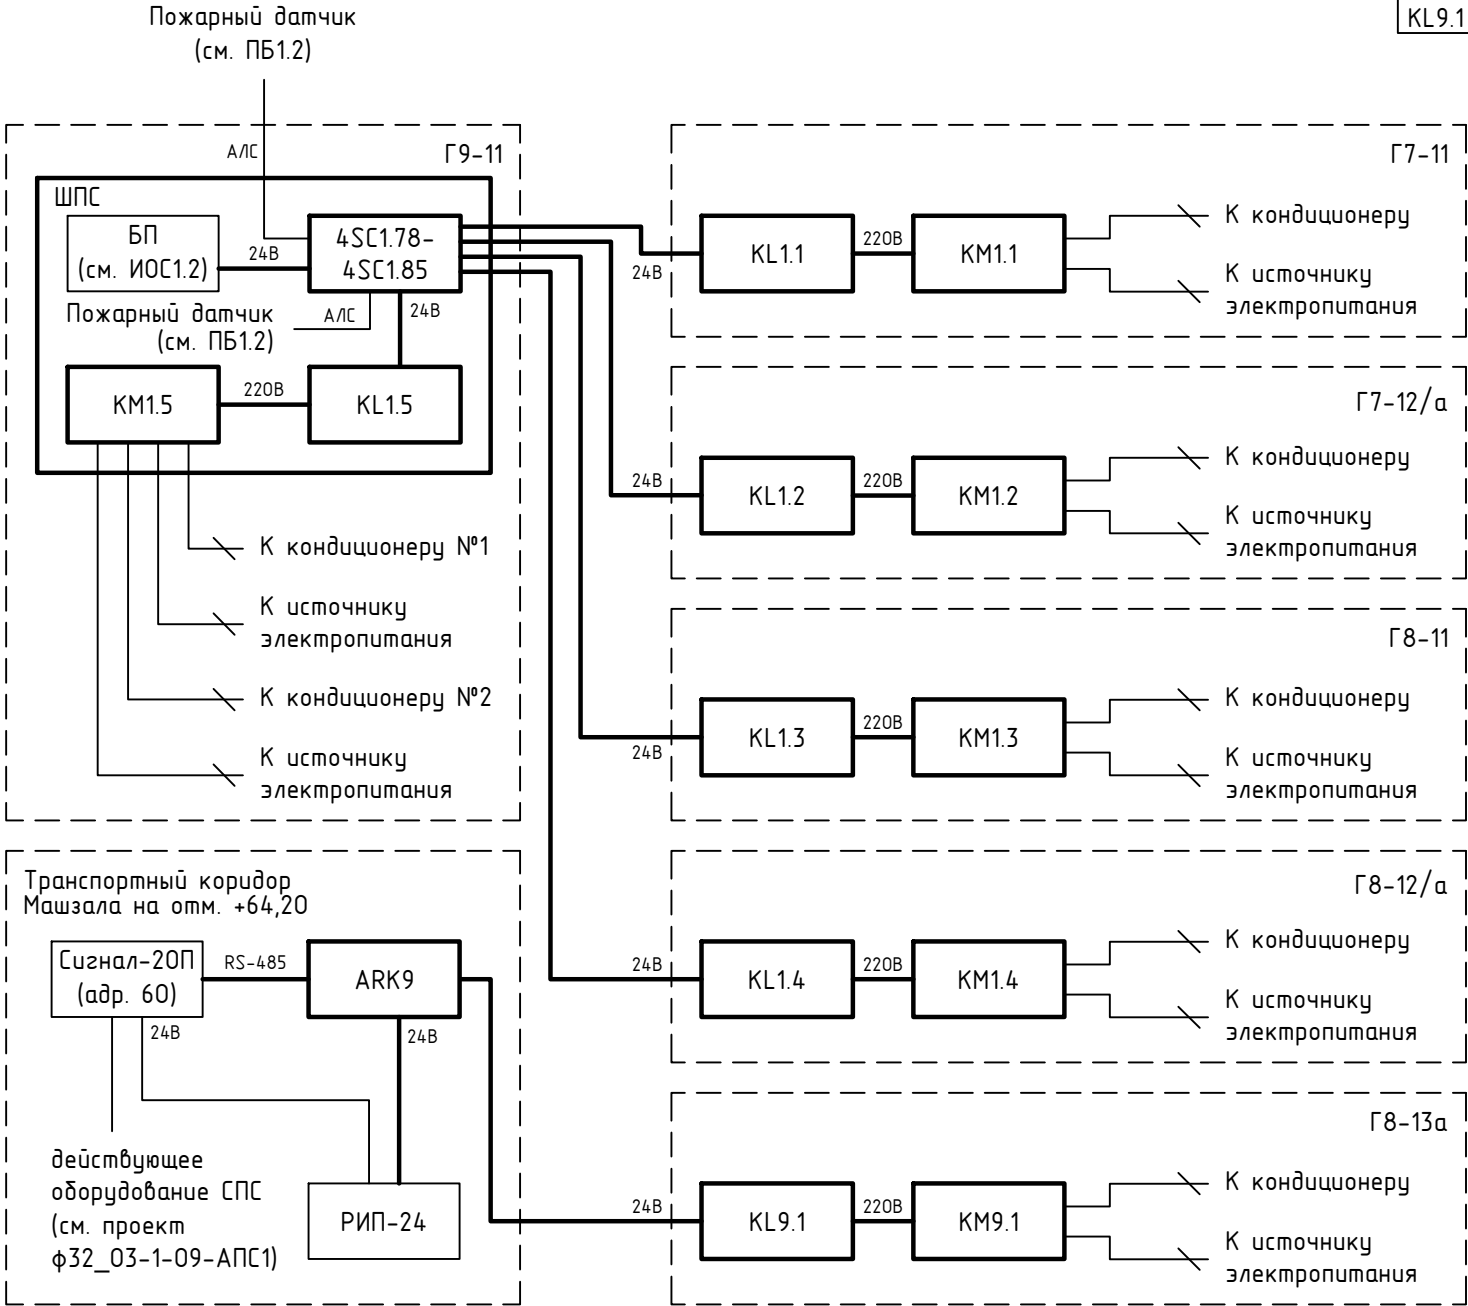 Пожарный датчик
(см. ПБ1.2)
KL9.1
АЛС
Г9-11
ШПС
БП
(см. ИОС1.2)
24В
4SC1.78-
4SC1.85
Пожарный датчик
(см. ПБ1.2)
АЛС
24В
КМ1.5
220В
KL1.5
К кондиционеру №1
К источнику
электропитания
К кондиционеру №2
К источнику
электропитания
Г7-11
24В
KL1.1
220В
КМ1.1
К кондиционеру
К источнику
электропитания
Г7-12/а
24В
KL1.2
220В
КМ1.2
К кондиционеру
К источнику
электропитания
Г8-11
24В
KL1.3
220В
КМ1.3
К кондиционеру
К источнику
электропитания
Г8-12/а
24В
KL1.4
220В
КМ1.4
К кондиционеру
К источнику
электропитания
Транспортный коридор
Машзала на отм. +64,20
Сигнал-20П
(адр. 60)
RS-485
ARK9
24В
24В
действующее
оборудование СПС
(см. проект
ф32_03-1-09-АПС1)
РИП-24
Г8-13а
24В
KL9.1
220В
КМ9.1
К кондиционеру
К источнику
электропитания